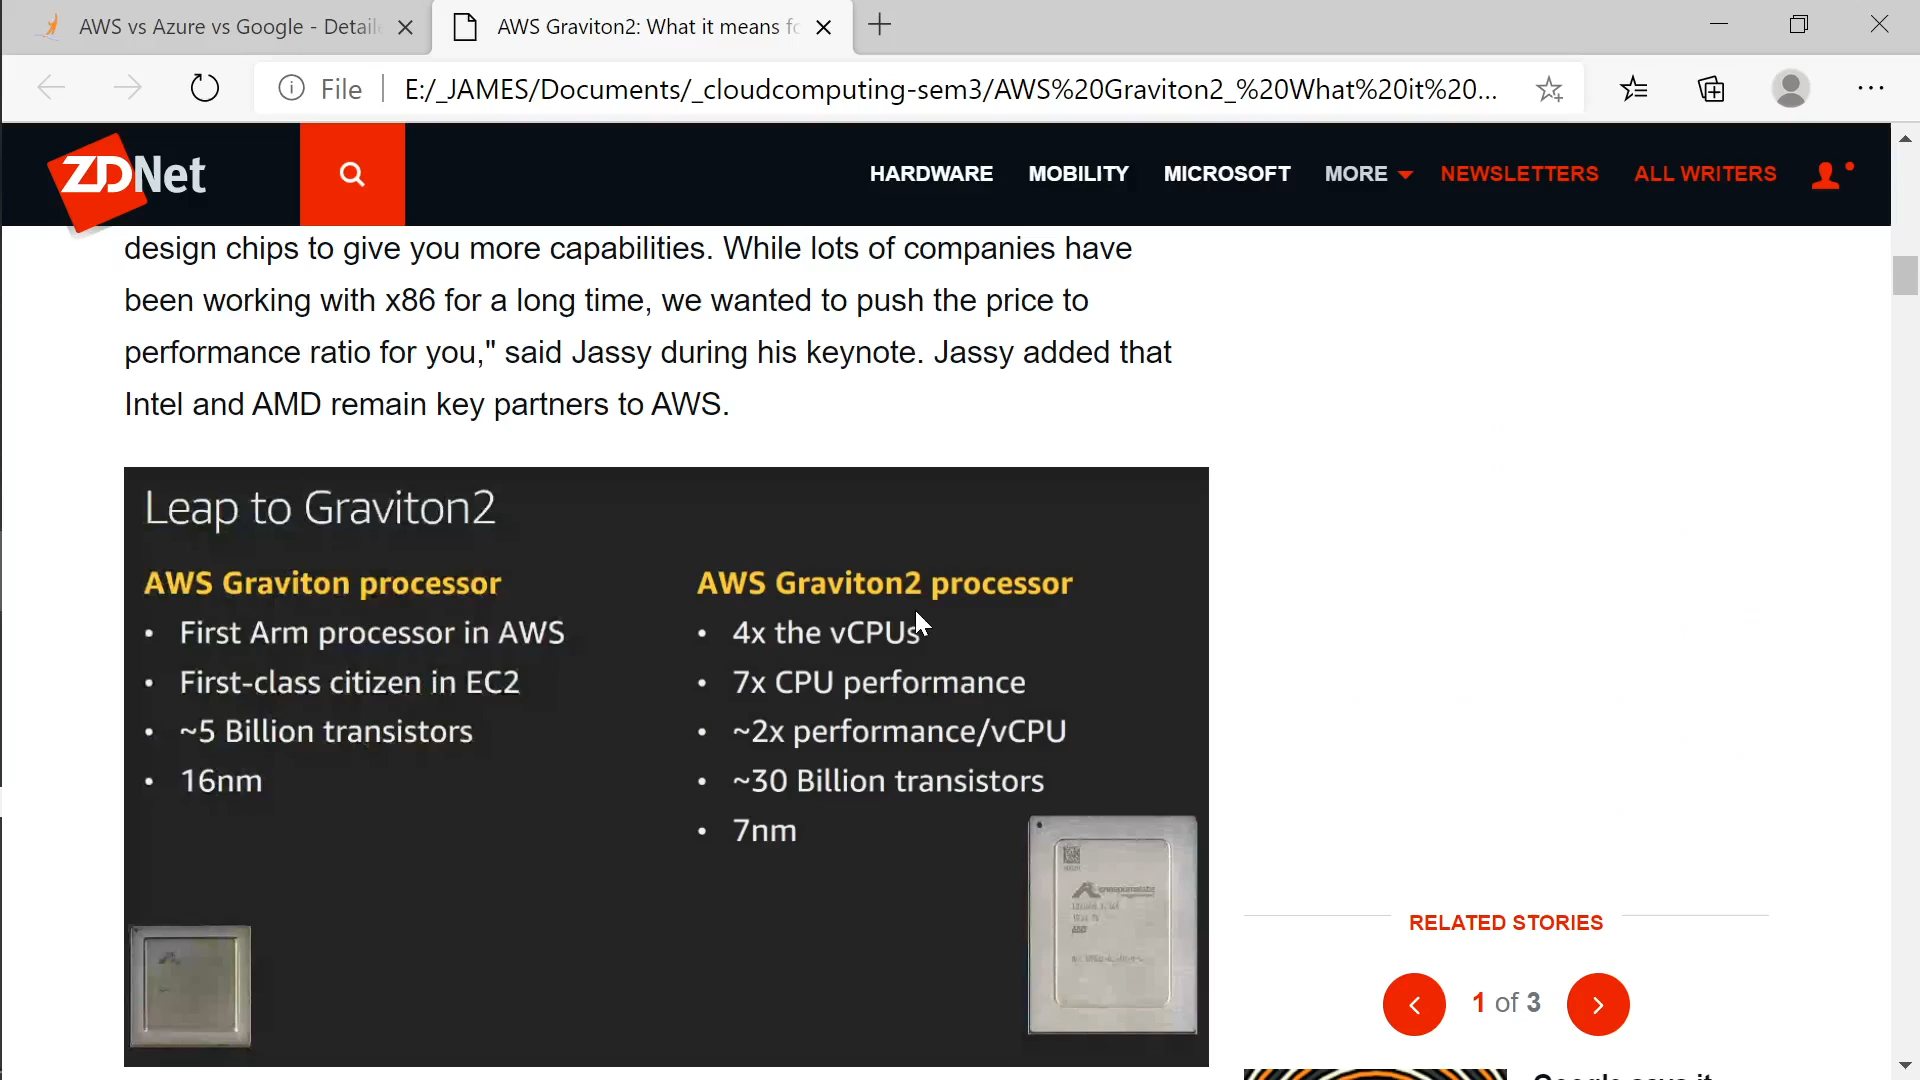 AWS vs Azure vs Google - Detail
AWS Graviton2: What it means fo
File
E:/_JAMES/Documents/_cloudcomputing-sem3/AWS%20Graviton2_%20What%20it%20...
ZDNet
HARDWARE
MOBILITY
MICROSOFT
MORE
NEWSLETTERS
ALL WRITERS
design chips to give you more capabilities. While lots of companies have
been working with x86 for a long time, we wanted to push the price to
performance ratio for you," said Jassy during his keynote. Jassy added that
Intel and AMD remain key partners to AWS.
Leap to Graviton2
AWS Graviton processor
• First Arm processor in AWS
• First-class citizen in EC2
• ~5 Billion transistors
• 16nm
AWS Graviton2 processor
• 4x the vCPUs
• 7x CPU performance
• ~2x performance/vCPU
• ~30 Billion transistors
• 7nm
RELATED STORIES
1 of 3